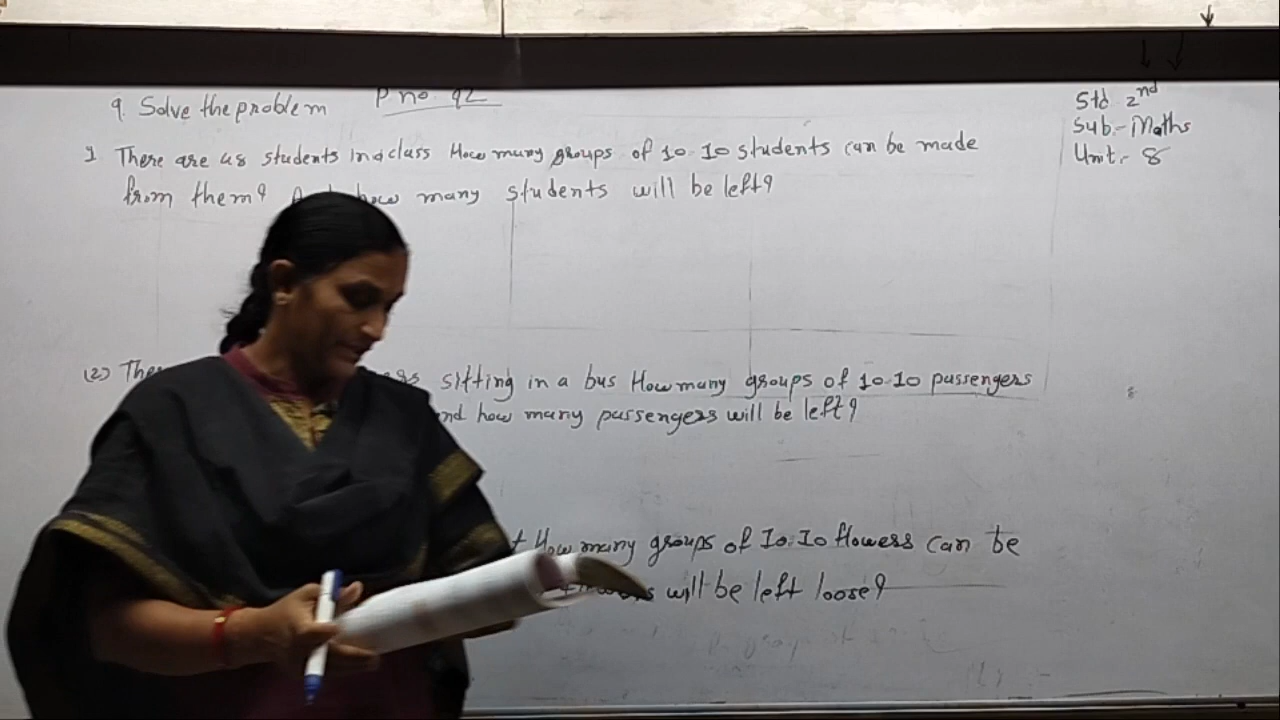 9. Solve the problem P no. 92
Std 2nd
Sub.- Maths
Unit.- 8
1 There are 48 students in a class How many groups of 10.10 students can be made
from them? how many students will be left?
(2) sitting in a bus How many groups of 10.10 passengers
how many passengers will be left?
How many groups of 10.10 flowers can be
will be left loose?